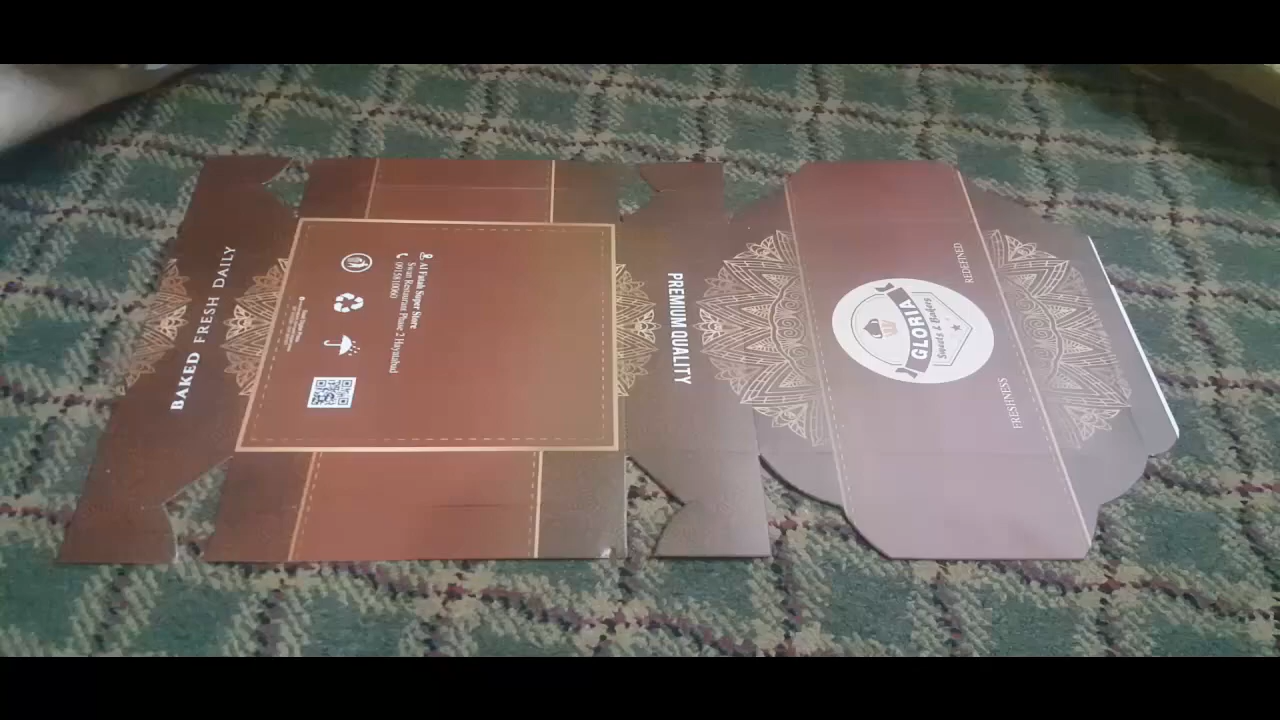 BAKED FRESH DAILY
Al Fatah Super Store
Swan Restaurant Phase 2 Hayatabad
0915810060
PREMIUM QUALITY
GLORIA
Sweets & Bakers
FRESHNESS
REDEFINED